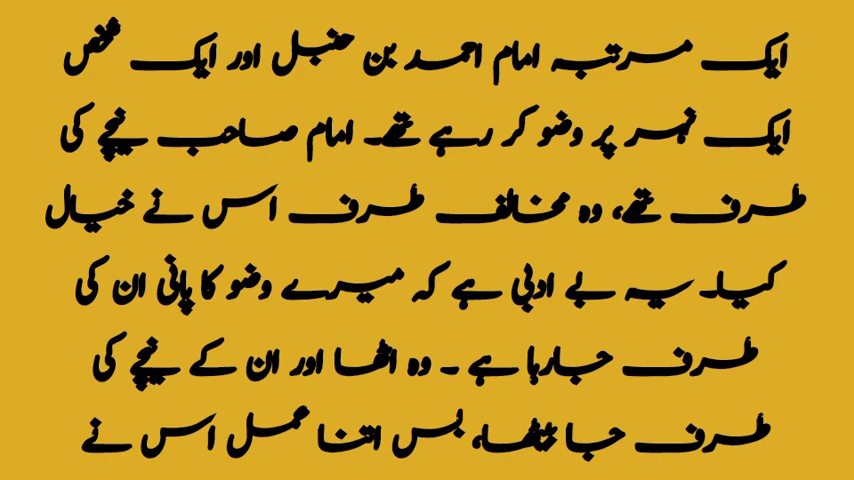 ایک مرتبہ امام احمد بن حنبل اور ایک شخص
ایک نہر پر وضو کر رہے تھے۔ امام صاحب نیچے کی
طرف تھے، وہ مخالف طرف اس نے خیال
کیا۔ یہ بے ادبی ہے کہ میرے وضو کا پانی ان کی
طرف جارہا ہے ۔ وہ اٹھا اور ان کے نیچے کی
طرف جا بیٹھا، بس اتنا عمل اس نے